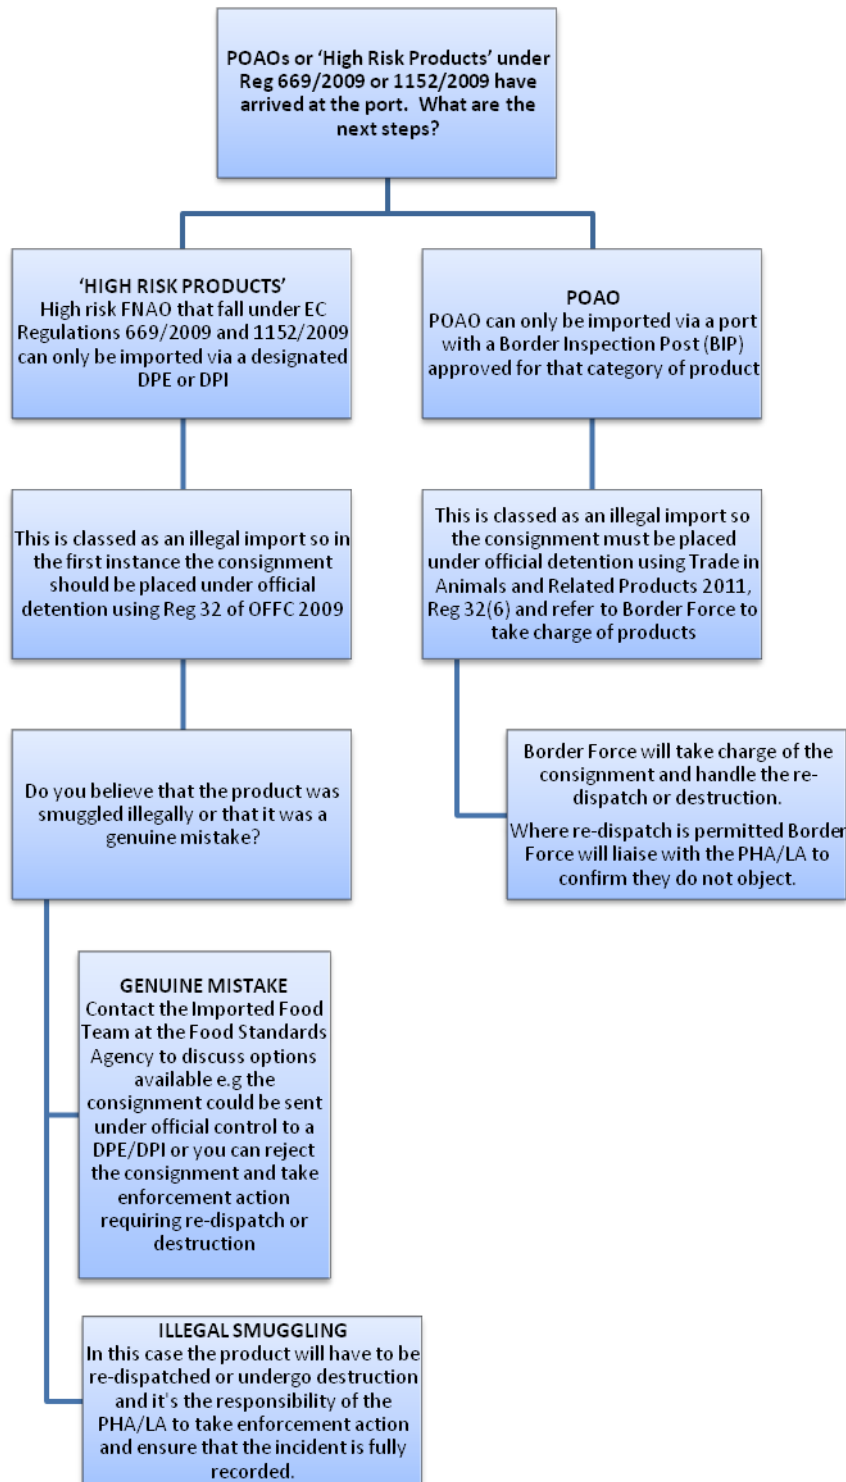 POAOs or ‘High Risk Products’ under
Reg 669/2009 or 1152/2009 have
arrived at the port. What are the
next steps?
‘HIGH RISK PRODUCTS’
High risk FNAO that fall under EC
Regulations 669/2009 and 1152/2009
can only be imported via a designated
DPE or DPI
POAO
POAO can only be imported via a port
with a Border Inspection Post (BIP)
approved for that category of product
This is classed as an illegal import so in
the first instance the consignment
should be placed under official
detention using Reg 32 of OFFC 2009
This is classed as an illegal import so
the consignment must be placed
under official detention using Trade in
Animals and Related Products 2011,
Reg 32(6) and refer to Border Force to
take charge of products
Do you believe that the product was
smuggled illegally or that it was a
genuine mistake?
Border Force will take charge of the
consignment and handle the re-
dispatch or destruction.
Where re-dispatch is permitted Border
Force will liaise with the PHA/LA to
confirm they do not object.
GENUINE MISTAKE
Contact the Imported Food
Team at the Food Standards
Agency to discuss options
available e.g the
consignment could be sent
under official control to a
DPE/DPI or you can reject
the consignment and take
enforcement action
requiring re-dispatch or
destruction
ILLEGAL SMUGGLING
In this case the product will have to be
re-dispatched or undergo destruction
and it's the responsibility of the
PHA/LA to take enforcement action
and ensure that the incident is fully
recorded.